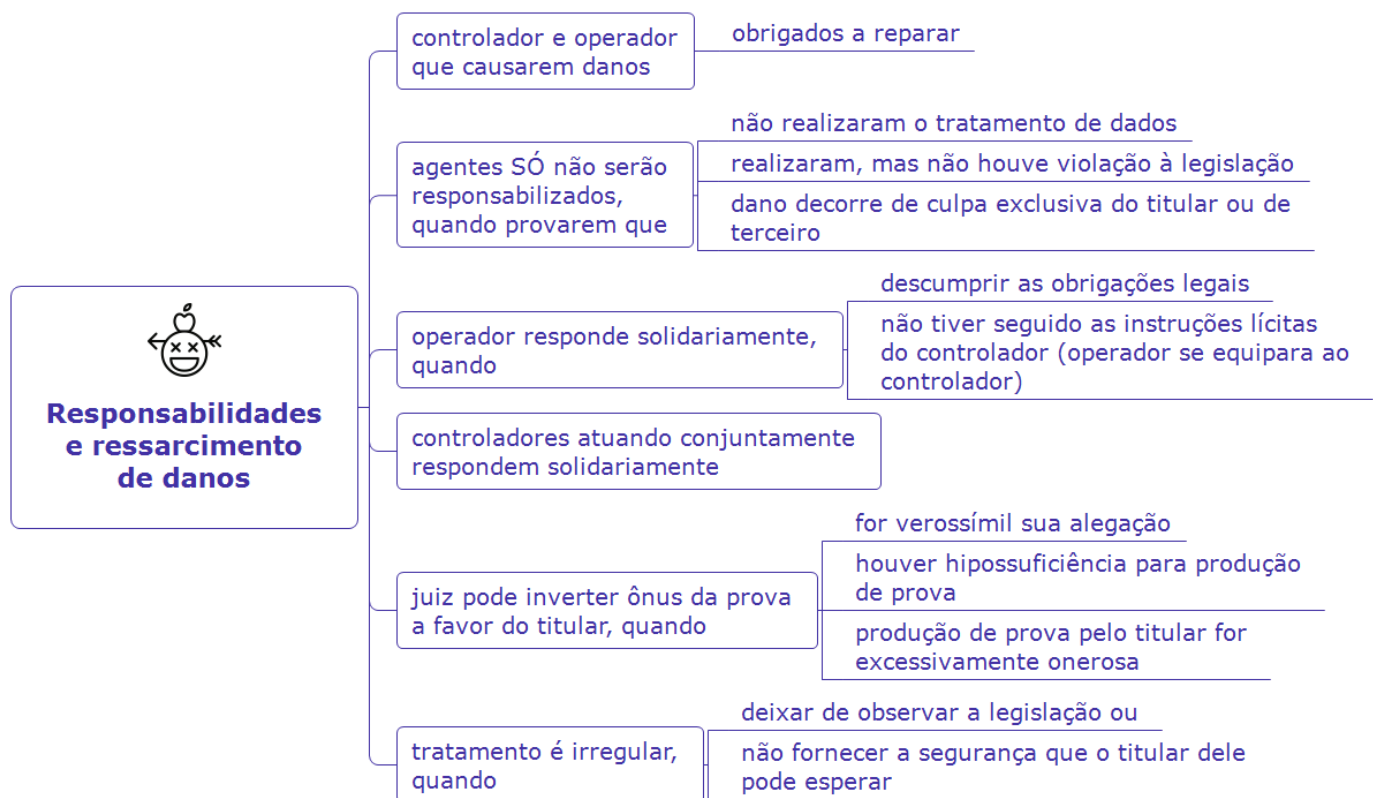 Responsabilidades
e ressarcimento
de danos
controlador e operador
que causarem danos
obrigados a reparar
agentes SÓ não serão
responsabilizados,
quando provarem que
não realizaram o tratamento de dados
realizaram, mas não houve violação à legislação
dano decorre de culpa exclusiva do titular ou de
terceiro
operador responde solidariamente,
quando
descumprir as obrigações legais
não tiver seguido as instruções lícitas
do controlador (operador se equipara ao
controlador)
controladores atuando conjuntamente
respondem solidariamente
juiz pode inverter ônus da prova
a favor do titular, quando
for verossímil sua alegação
houver hipossuficiência para produção
de prova
produção de prova pelo titular for
excessivamente onerosa
tratamento é irregular,
quando
deixar de observar a legislação ou
não fornecer a segurança que o titular dele
pode esperar